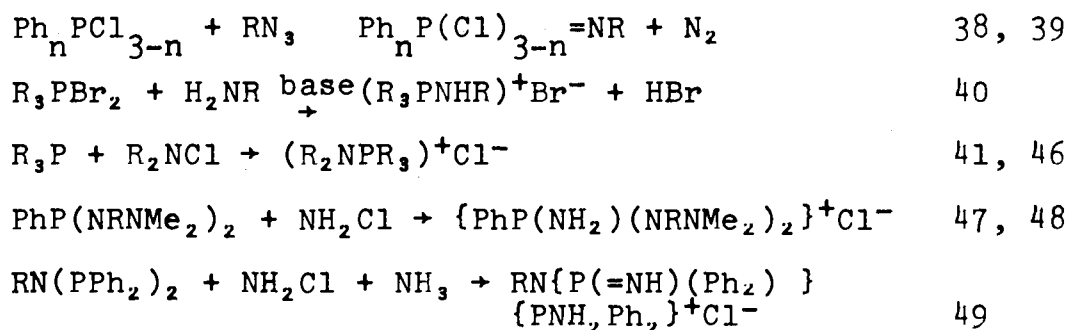 PhₙPCl₃₋ₙ + RN₃   PhₙP(Cl)₃₋ₙ=NR + N₂   38, 39
R₃PBr₂ + H₂NR base→ (R₃PNHR)⁺Br⁻ + HBr   40
R₃P + R₂NCl → (R₂NPR₃)⁺Cl⁻   41, 46
PhP(NRNMe₂)₂ + NH₂Cl → {PhP(NH₂)(NRNMe₂)₂}⁺Cl⁻   47, 48
RN(PPh₂)₂ + NH₂Cl + NH₃ → RN{P(=NH)(Ph₂) }
{PNH₂Ph₂}⁺Cl⁻   49